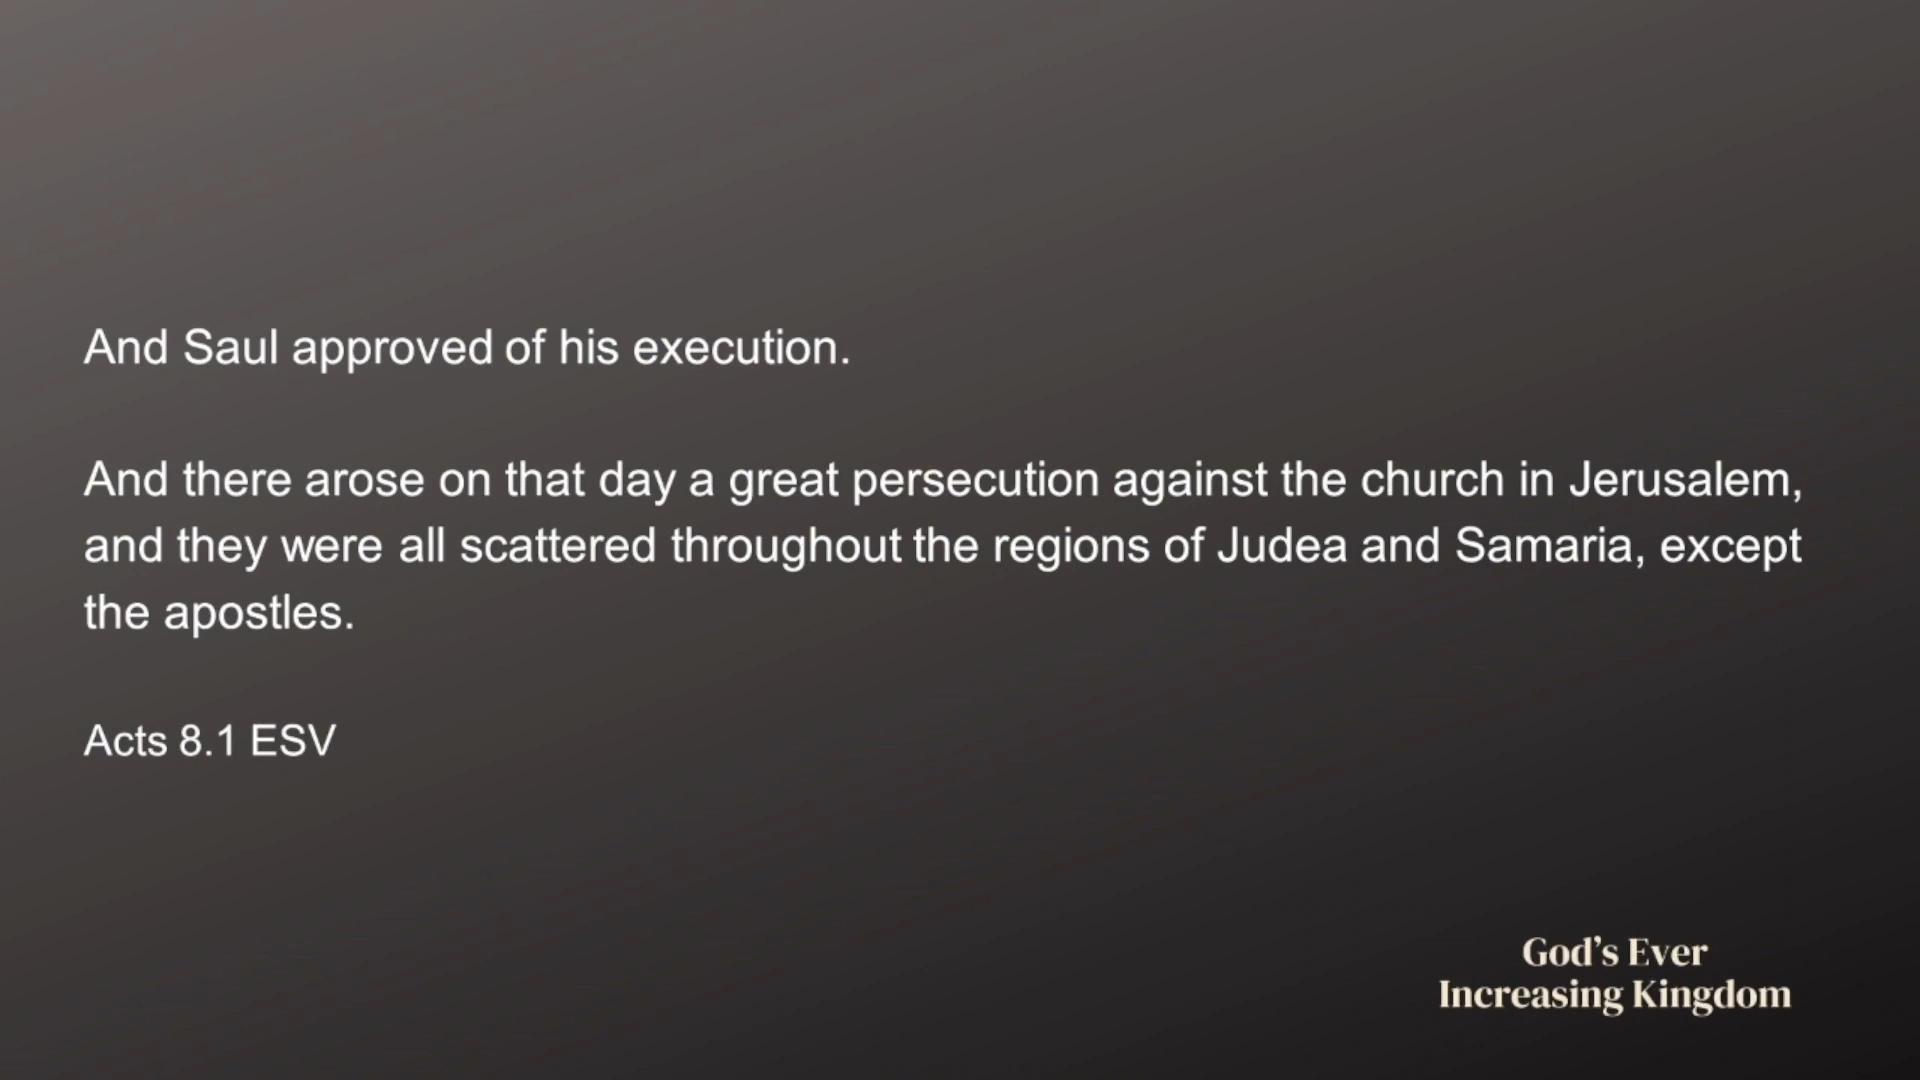 And Saul approved of his execution.
And there arose on that day a great persecution against the church in Jerusalem,
and they were all scattered throughout the regions of Judea and Samaria, except
the apostles.
Acts 8.1 ESV
God’s Ever
Increasing Kingdom